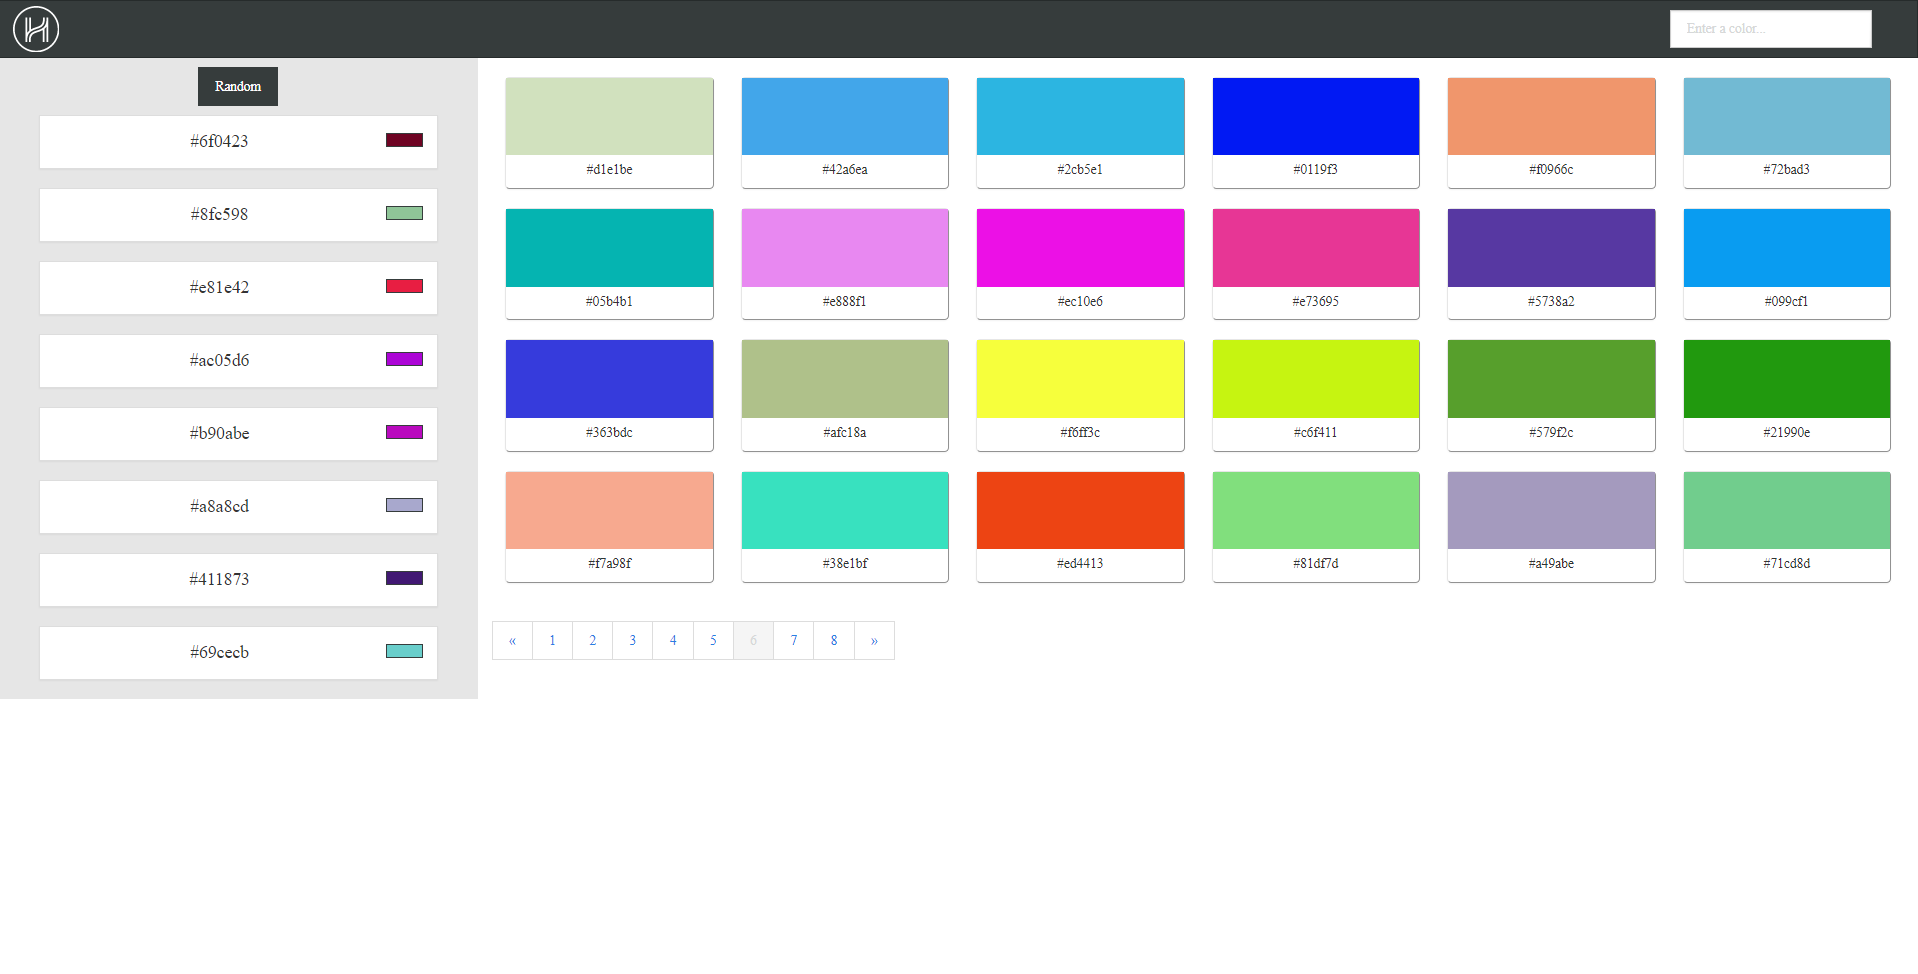 Enter a color...
Random
#6f0423
#8fc598
#e81e42
#ac05d6
#b90abe
#a8a8cd
#411873
#69cecb
#d1e1be #42a6ea #2cb5e1 #0119f3 #f0966c #72bad3
#05b4b1 #e888f1 #ec10e6 #e73695 #5738a2 #099cf1
#363bdc #afc18a #f6ff3c #c6f411 #579f2c #21990e
#f7a98f #38e1bf #ed4413 #81df7d #a49abe #71cd8d
« 1 2 3 4 5 6 7 8 »